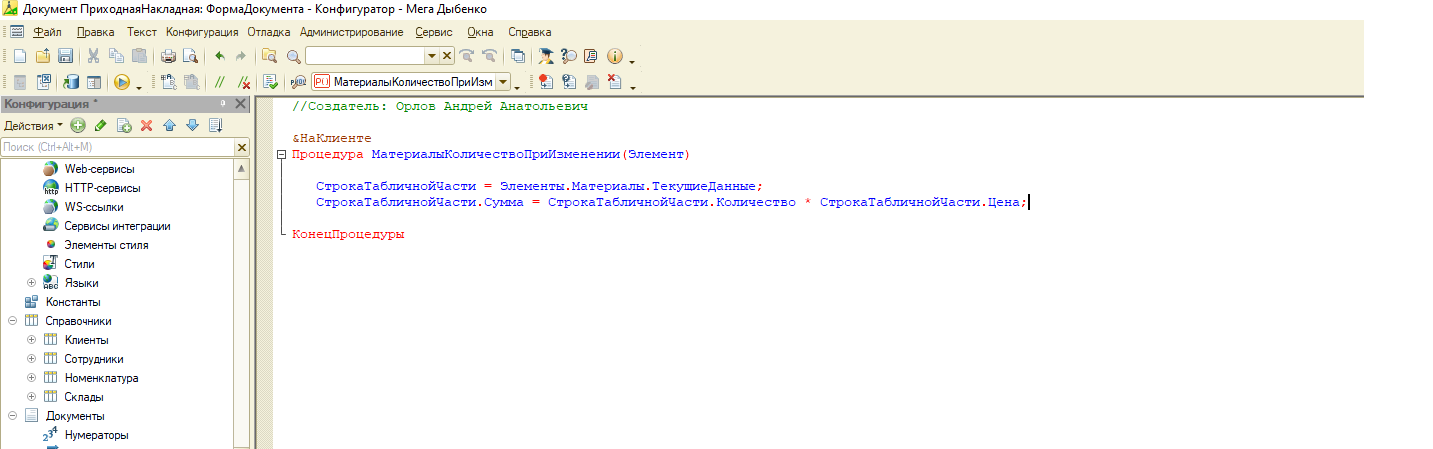 Документ ПриходнаяНакладная: ФормаДокумента - Конфигуратор - Мега Дыбенко
Файл Правка Текст Конфигурация Отладка Администрирование Сервис Окна Справка
МатериалыКоличествоПриИзм
Конфигурация *
Действия
Поиск (Ctrl+Alt+M)
Web-сервисы
HTTP-сервисы
WS-ссылки
Сервисы интеграции
Элементы стиля
Стили
Языки
Константы
Справочники
Клиенты
Сотрудники
Номенклатура
Склады
Документы
Нумераторы
//Создатель: Орлов Андрей Анатольевич
&НаКлиенте
Процедура МатериалыКоличествоПриИзменении(Элемент)
СтрокаТабличнойЧасти = Элементы.Материалы.ТекущиеДанные;
СтрокаТабличнойЧасти.Сумма = СтрокаТабличнойЧасти.Количество * СтрокаТабличнойЧасти.Цена;
КонецПроцедуры